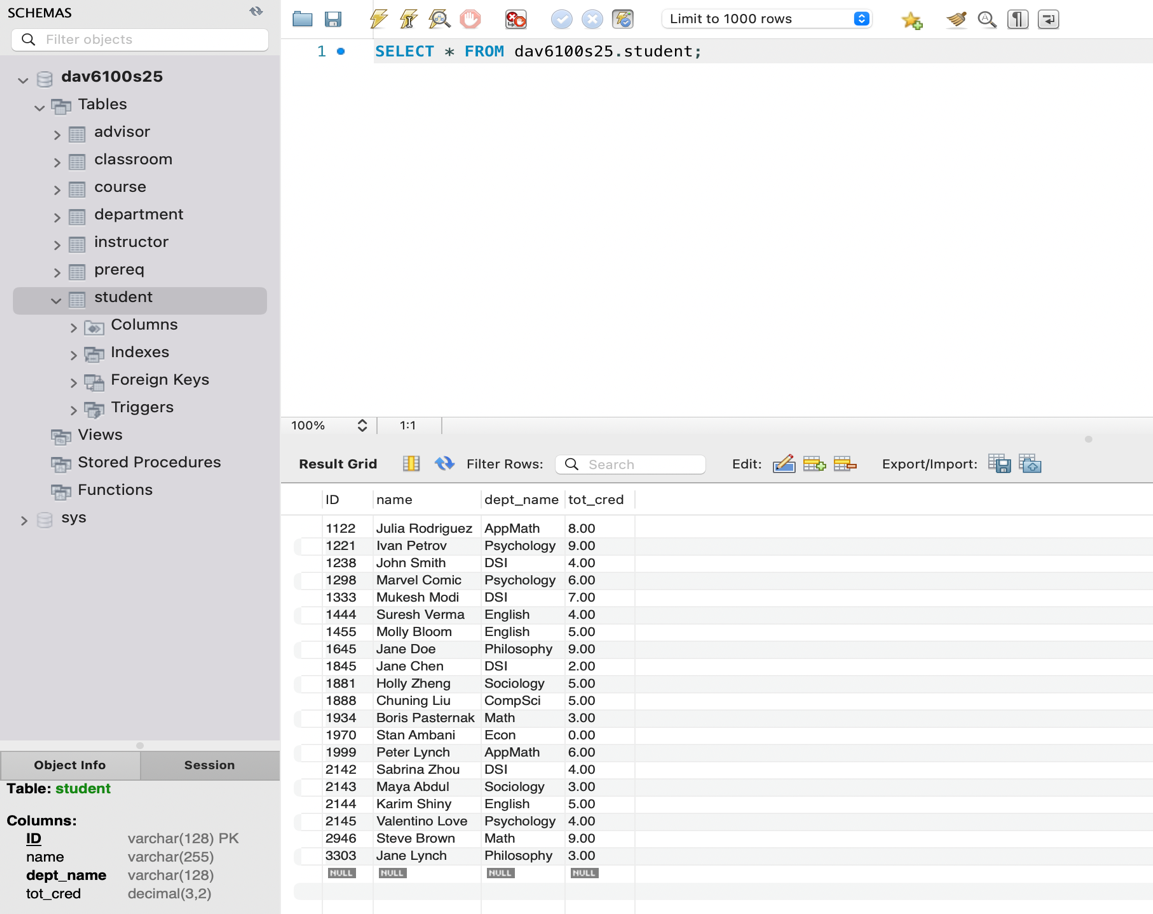 SCHEMAS
Filter objects
dav6100s25
Tables
advisor
classroom
course
department
instructor
prereq
student
Columns
Indexes
Foreign Keys
Triggers
Views
Stored Procedures
Functions
sys
Object Info Session
Table: student
Columns:
ID varchar(128) PK
name varchar(255)
dept_name varchar(128)
tot_cred decimal(3,2)
Limit to 1000 rows
1 SELECT * FROM dav6100s25.student;
100% 1:1
Result Grid Filter Rows: Search Edit: Export/Import:
ID name dept_name tot_cred
1122 Julia Rodriguez AppMath 8.00
1221 Ivan Petrov Psychology 9.00
1238 John Smith DSI 4.00
1298 Marvel Comic Psychology 6.00
1333 Mukesh Modi DSI 7.00
1444 Suresh Verma English 4.00
1455 Molly Bloom English 5.00
1645 Jane Doe Philosophy 9.00
1845 Jane Chen DSI 2.00
1881 Holly Zheng Sociology 5.00
1888 Chuning Liu CompSci 5.00
1934 Boris Pasternak Math 3.00
1970 Stan Ambani Econ 0.00
1999 Peter Lynch AppMath 6.00
2142 Sabrina Zhou DSI 4.00
2143 Maya Abdul Sociology 3.00
2144 Karim Shiny English 5.00
2145 Valentino Love Psychology 4.00
2946 Steve Brown Math 9.00
3303 Jane Lynch Philosophy 3.00
NULL NULL NULL NULL